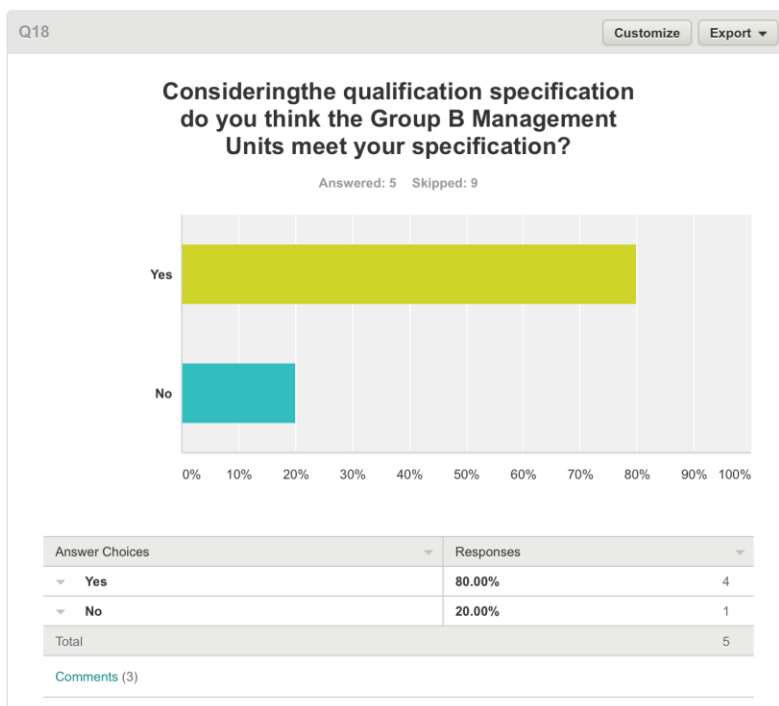 Q18
Customize
Export
Consideringthe qualification specification
do you think the Group B Management
Units meet your specification?
Answered: 5 Skipped: 9
Yes
No
0% 10% 20% 30% 40% 50% 60% 70% 80% 90% 100%
Answer Choices Responses
Yes 80.00% 4
No 20.00% 1
Total 5
Comments (3)